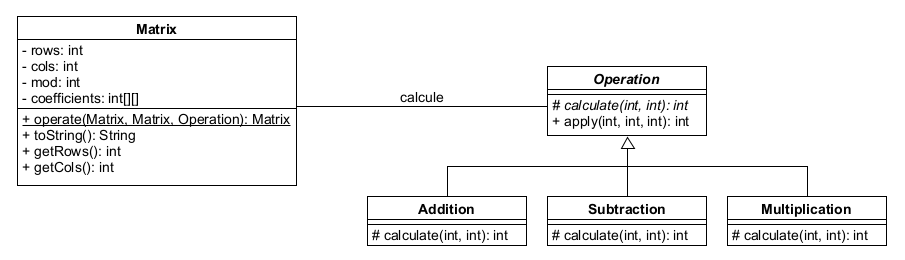 Matrix
- rows: int
- cols: int
- mod: int
- coefficients: int[][]
+ operate(Matrix, Matrix, Operation): Matrix
+ toString(): String
+ getRows(): int
+ getCols(): int
calcule
Operation
# calculate(int, int): int
+ apply(int, int, int): int
Addition
# calculate(int, int): int
Subtraction
# calculate(int, int): int
Multiplication
# calculate(int, int): int